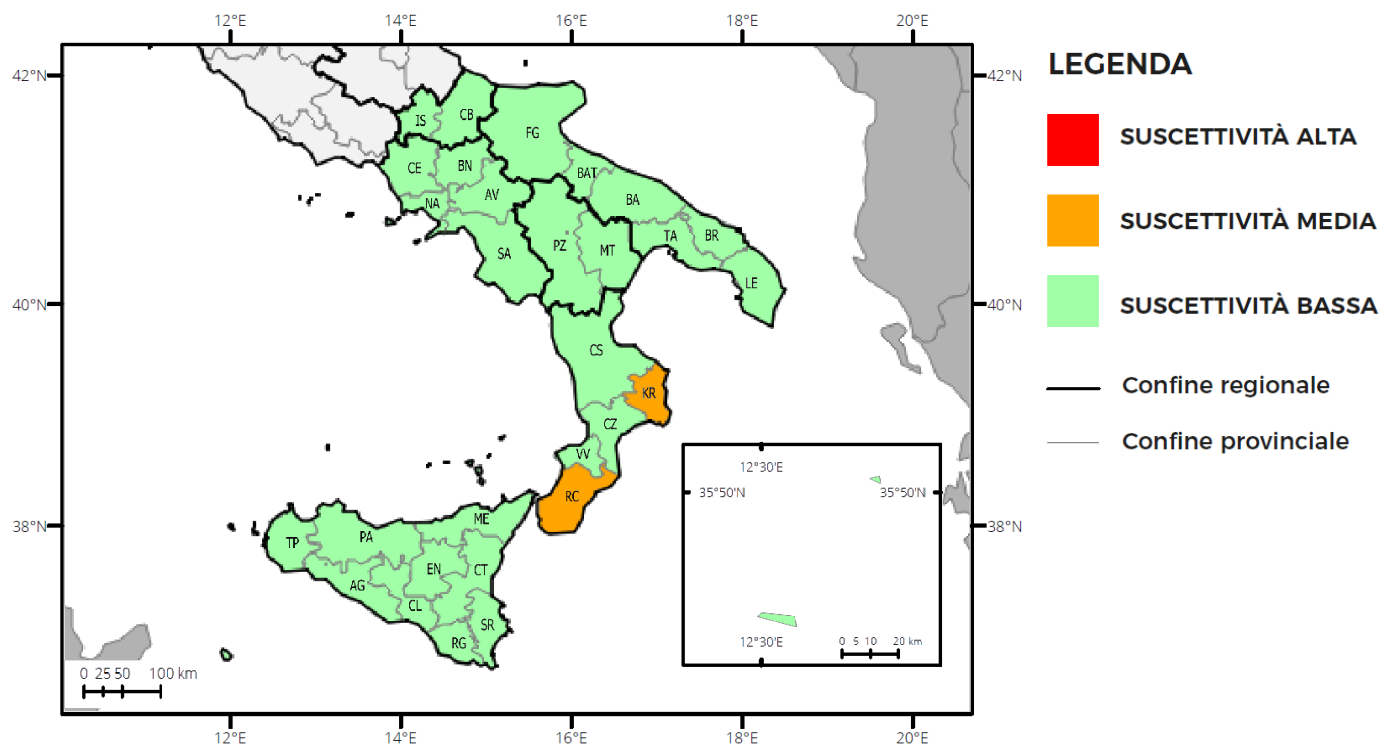 12°E 14°E 16°E 18°E 20°E
42°N 42°N
LEGENDA
SUSCETTIVITÀ ALTA
SUSCETTIVITÀ MEDIA
SUSCETTIVITÀ BASSA
Confine regionale
Confine provinciale
IS CB
FG
CE BN
BAT
AV
NA BA
TA BR
SA PZ MT
LE
40°N 40°N
CS
KR
CZ
VV
RC
12°30'E
35°50'N 35°50'N
12°30'E
0 5 10 20 km
38°N 38°N
ME
TP PA
EN CT
AG
CL
SR
RG
0 25 50 100 km
12°E 14°E 16°E 18°E 20°E